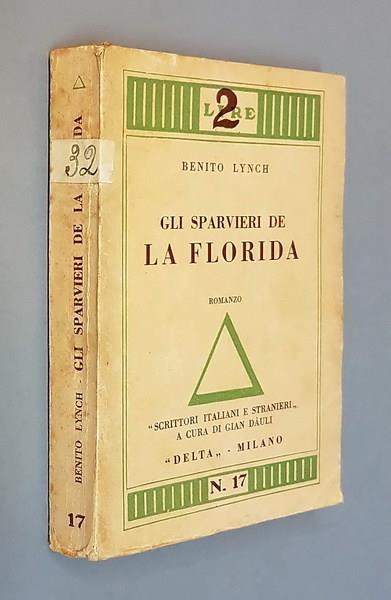 2
LIRE
BENITO LYNCH
GLI SPARVIERI DE
LA FLORIDA
ROMANZO
"SCRITTORI ITALIANI E STRANIERI„
A CURA DI GIAN DÀULI
"DELTA„ - MILANO
N. 17
32
BENITO LYNCH - GLI SPARVIERI DE LA
DA
17